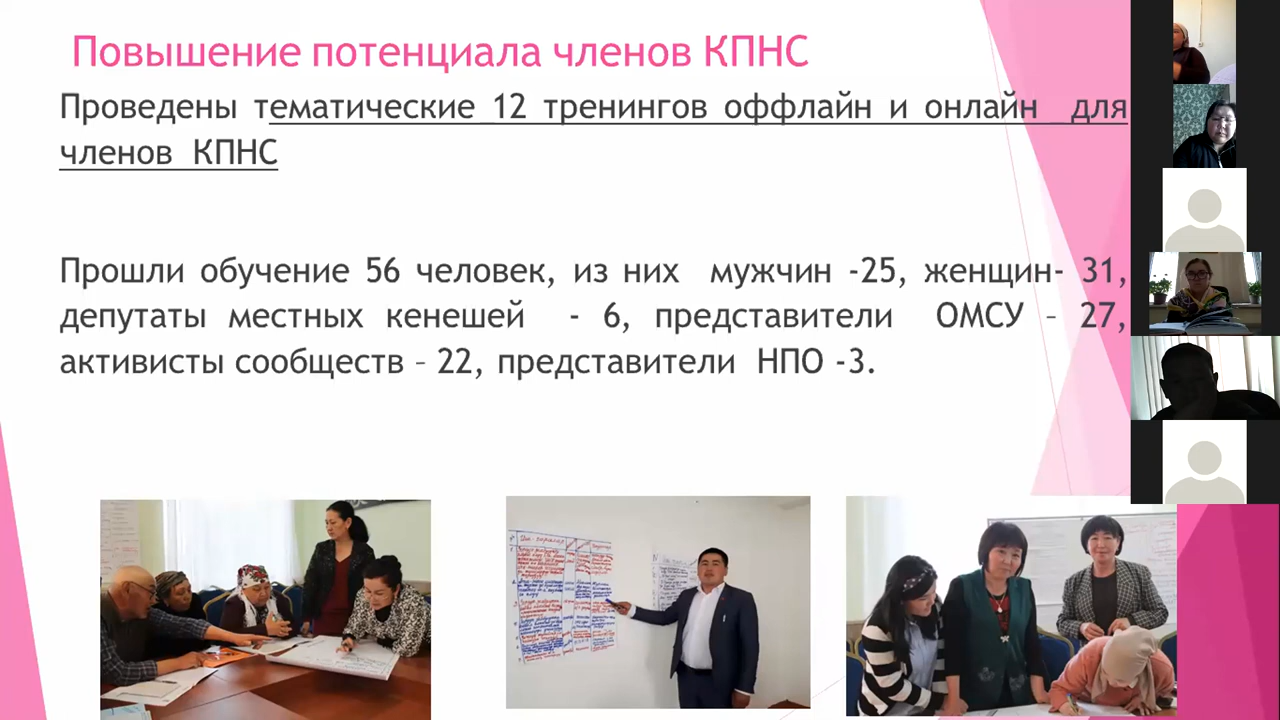 Повышение потенциала членов КПНС
Проведены тематические 12 тренингов оффлайн и онлайн для
членов КПНС
Прошли обучение 56 человек, из них мужчин -25, женщин- 31,
депутаты местных кенешей - 6, представители ОМСУ – 27,
активисты сообществ – 22, представители НПО -3.